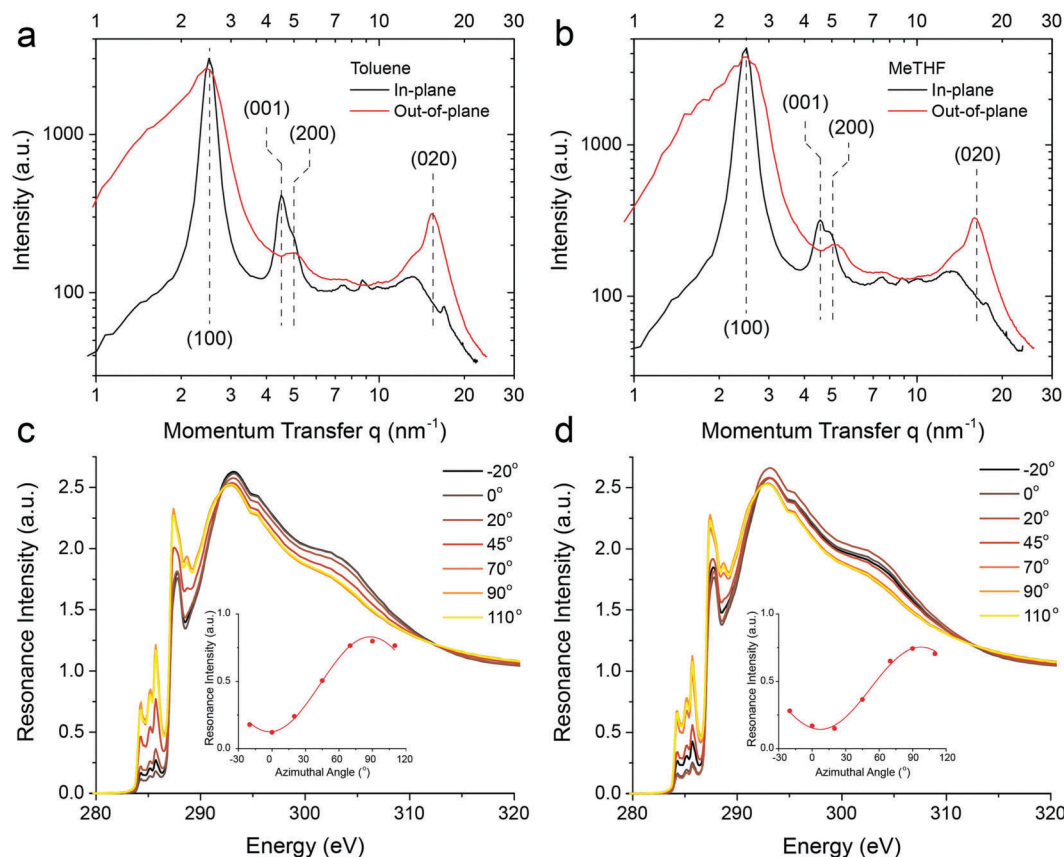 a
1 2 3 4 5 10 20 30
Toluene
In-plane
Out-of-plane
(001)
(200)
(020)
(100)
1000
100
Intensity (a.u.)
1 2 3 4 5 10 20 30
Momentum Transfer q (nm⁻¹)
b
1 2 3 4 5 10 20 30
MeTHF
In-plane
Out-of-plane
(001)
(200)
(020)
(100)
1000
100
Intensity (a.u.)
1 2 3 4 5 10 20 30
Momentum Transfer q (nm⁻¹)
c
2.5
2.0
1.5
1.0
0.5
0.0
Resonance Intensity (a.u.)
-20°
0°
20°
45°
70°
90°
110°
1.0
0.5
0.0
Resonance Intensity (a.u.)
-30 0 30 60 90 120
Azimuthal Angle (°)
280 290 300 310 320
Energy (eV)
d
2.5
2.0
1.5
1.0
0.5
0.0
Resonance Intensity (a.u.)
-20°
0°
20°
45°
70°
90°
110°
1.0
0.5
0.0
Resonance Intensity (a.u.)
-30 0 30 60 90 120
Azimuthal Angle (°)
280 290 300 310 320
Energy (eV)